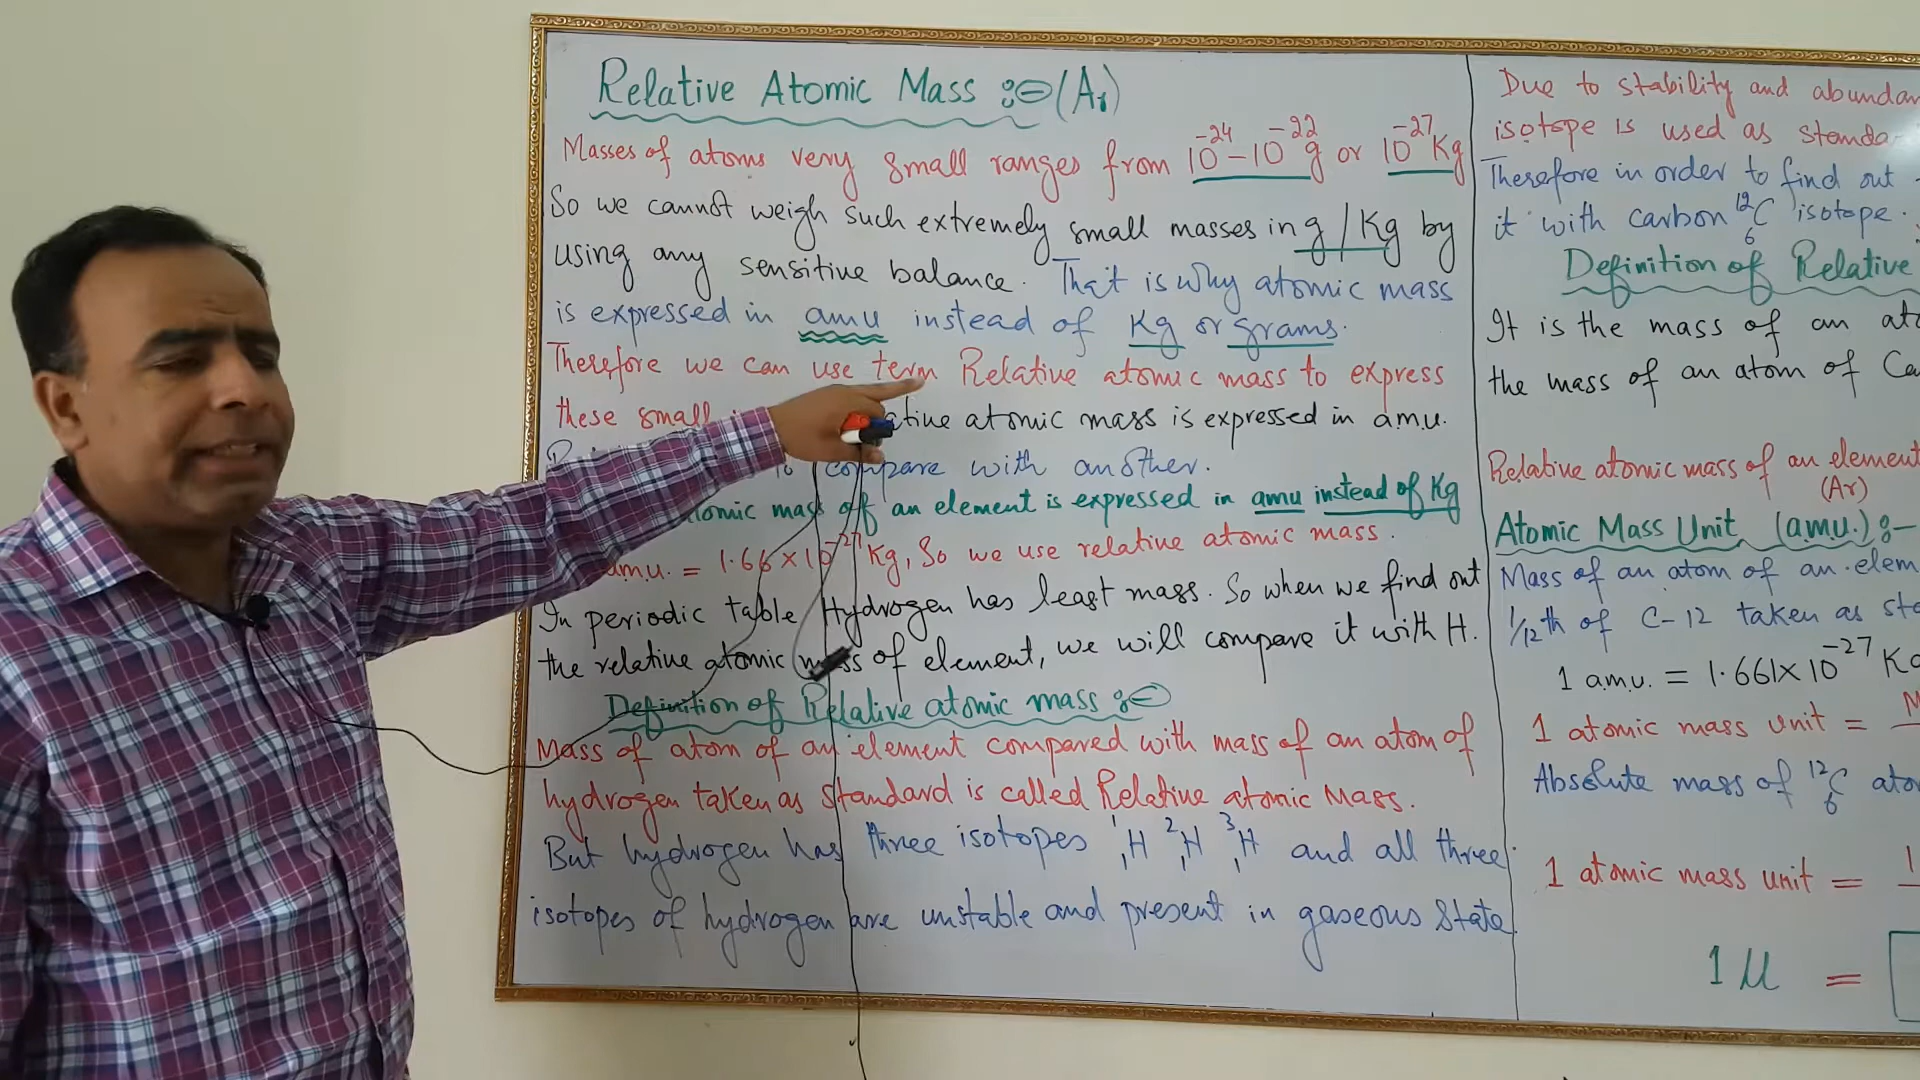 Relative Atomic Mass :- (Ar)
Masses of atoms very small ranges from 10⁻²⁴ – 10⁻²² g or 10⁻²⁷ Kg
So we cannot weigh such extremely small masses in g / Kg by
using any sensitive balance. That is why atomic mass
is expressed in amu instead of Kg or grams.
Therefore we can use term Relative atomic mass to express
these small atomic mass is expressed in a.m.u.
compare with another.
mass of an element is expressed in amu instead of Kg
a.m.u. = 1.66×10⁻²⁷ Kg, So we use relative atomic mass.
In periodic table Hydrogen has least mass. So when we find out
the relative atomic mass of element, we will compare it with H.
Definition of Relative atomic mass :-
Mass of atom of an element compared with mass of an atom of
hydrogen taken as standard is called Relative atomic Mass.
But hydrogen has three isotopes ¹₁H ²₁H ³₁H and all three
isotopes of hydrogen are unstable and present in gaseous State
Due to stability and
isotope is used as
Therefore in order to find out
it with carbon ¹²₆C isotope.
Definition of Relative
It is the mass of an
the mass of an atom of
Relative atomic mass of an element
(Ar)
Atomic Mass Unit (a.m.u.) :-
Mass of an atom of an
1/12th of C-12 taken as
1 a.m.u. = 1.661×10⁻²⁷
1 atomic mass unit =
Absolute mass of ¹²₆C
1 atomic mass unit = 1
1 μ =